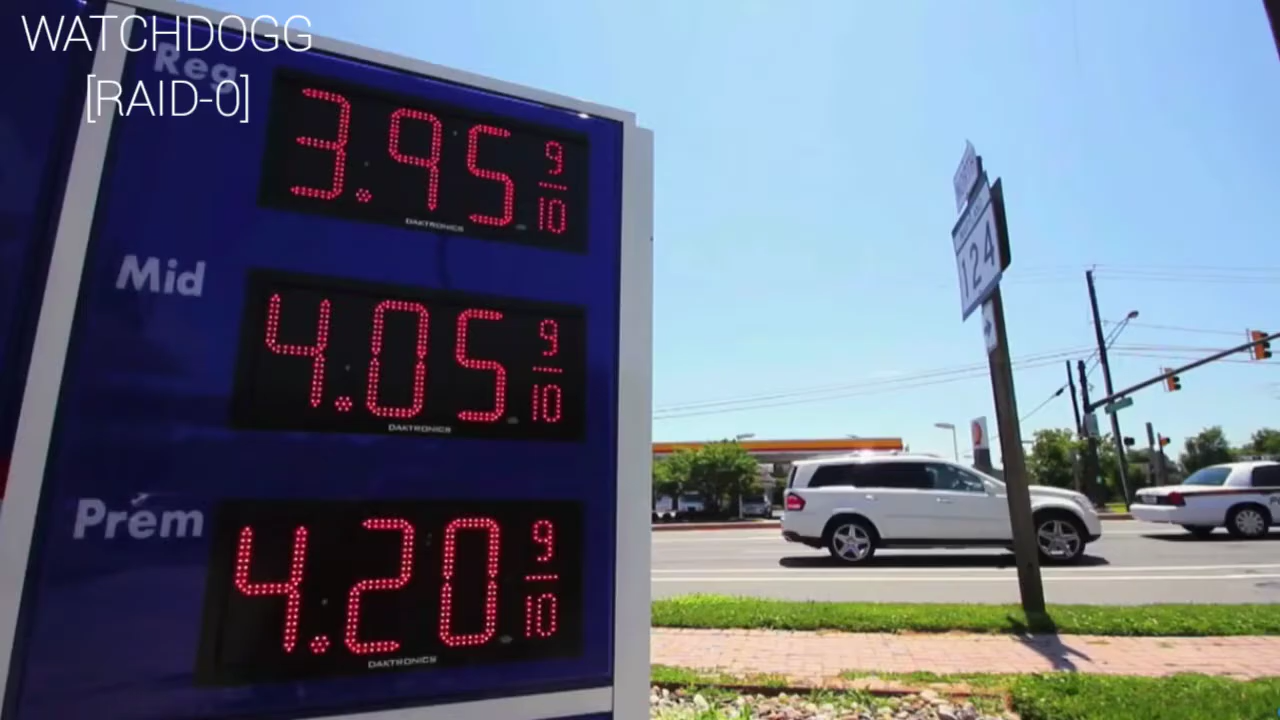 WATCHDOGG
[RAID-0]
Reg
3.95 9/10
DAKTRONICS
Mid
4.05 9/10
DAKTRONICS
Prem
4.20 9/10
DAKTRONICS
124